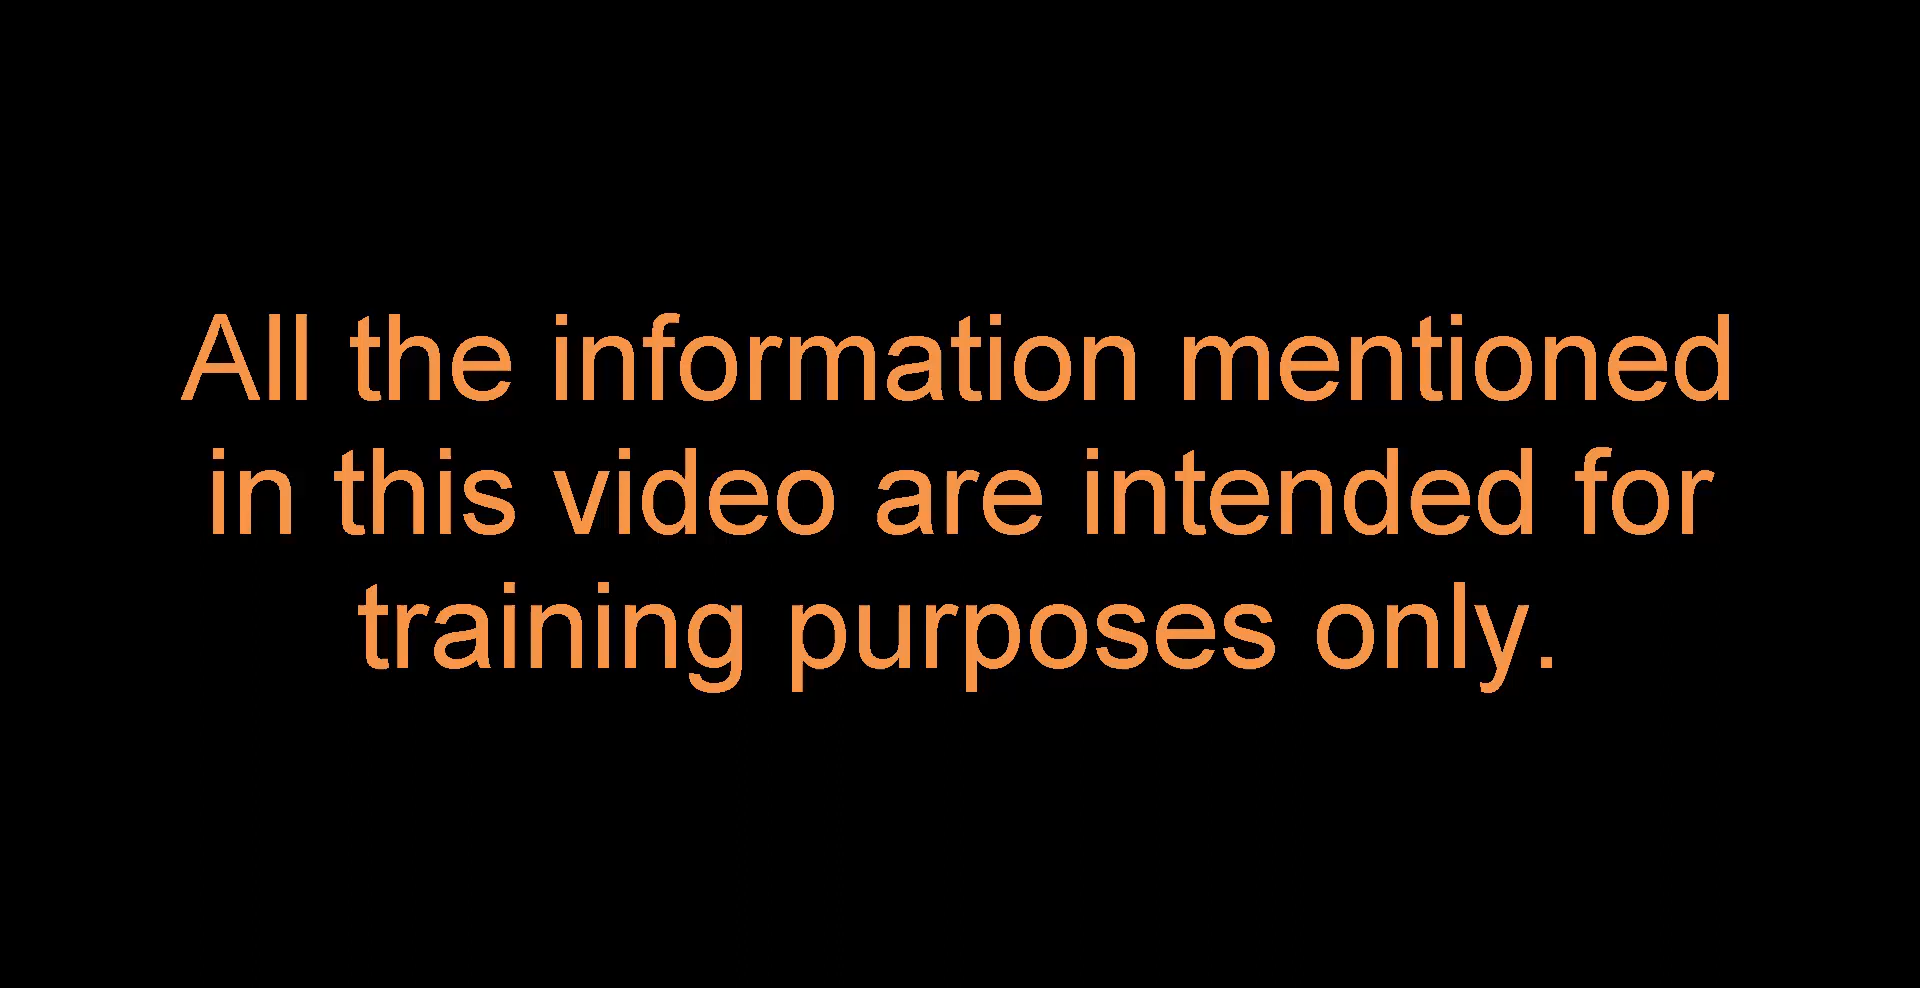 All the information mentioned
in this video are intended for
training purposes only.